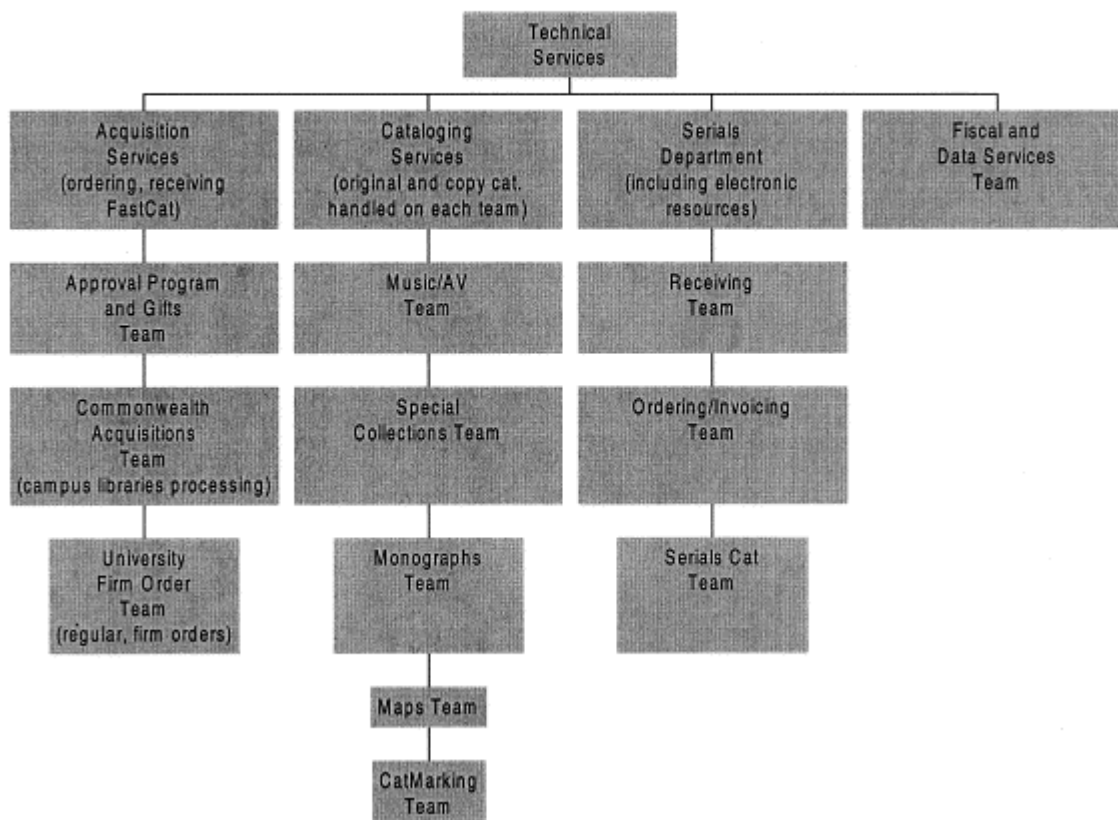 Technical
Services
Acquisition
Services
(ordering, receiving
FastCat)
Cataloging
Services
(original and copy cat.
handled on each team)
Serials
Department
(including electronic
resources)
Fiscal and
Data Services
Team
Approval Program
and Gifts
Team
Music/AV
Team
Receiving
Team
Commonwealth
Acquisitions
Team
(campus libraries processing)
Special
Collections Team
Ordering/Invoicing
Team
University
Firm Order
Team
(regular, firm orders)
Monographs
Team
Serials Cat
Team
Maps Team
CatMarking
Team